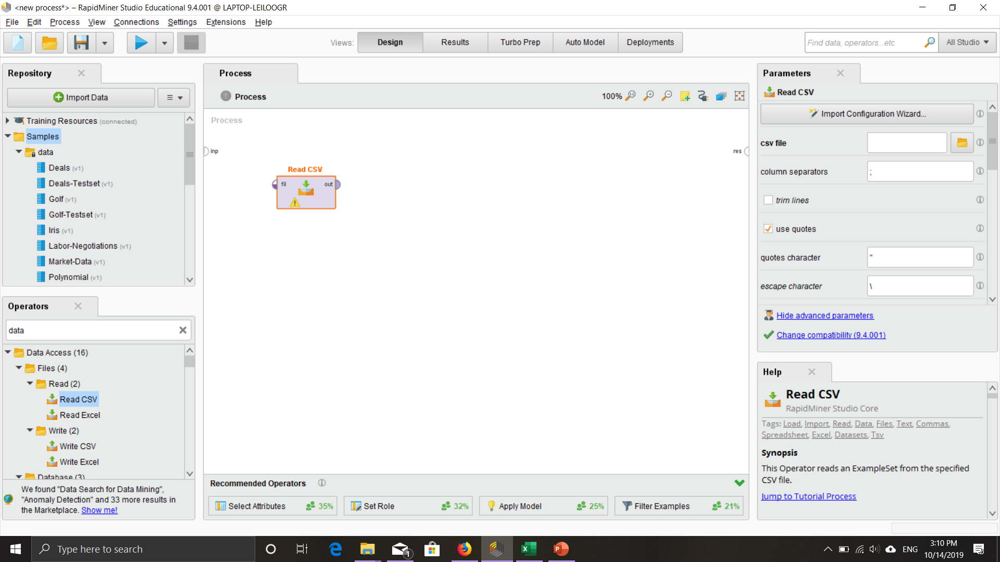 <new process*> – RapidMiner Studio Educational 9.4.001 @ LAPTOP-LEILOOGR
File Edit Process View Connections Settings Extensions Help
Views: Design Results Turbo Prep Auto Model Deployments
Find data, operators...etc All Studio
Repository
Import Data
Training Resources (connected)
Samples
data
Deals (v1)
Deals-Testset (v1)
Golf (v1)
Golf-Testset (v1)
Iris (v1)
Labor-Negotiations (v1)
Market-Data (v1)
Polynomial (v1)
Operators
data
Data Access (16)
Files (4)
Read (2)
Read CSV
Read Excel
Write (2)
Write CSV
Write Excel
Database (3)
We found "Data Search for Data Mining",
"Anomaly Detection" and 33 more results in
the Marketplace. Show me!
Process
Process
100%
Process
inp
res
Read CSV
fil out
Recommended Operators
Select Attributes 35%
Set Role 32%
Apply Model 25%
Filter Examples 21%
Parameters
Read CSV
Import Configuration Wizard...
csv file
column separators ;
trim lines
use quotes
quotes character "
escape character \
Hide advanced parameters
Change compatibility (9.4.001)
Help
Read CSV
RapidMiner Studio Core
Tags: Load, Import, Read, Data, Files, Text, Commas,
Spreadsheet, Excel, Datasets, Tsv
Synopsis
This Operator reads an ExampleSet from the specified
CSV file.
Jump to Tutorial Process
Type here to search
1
ENG
3:10 PM
10/14/2019